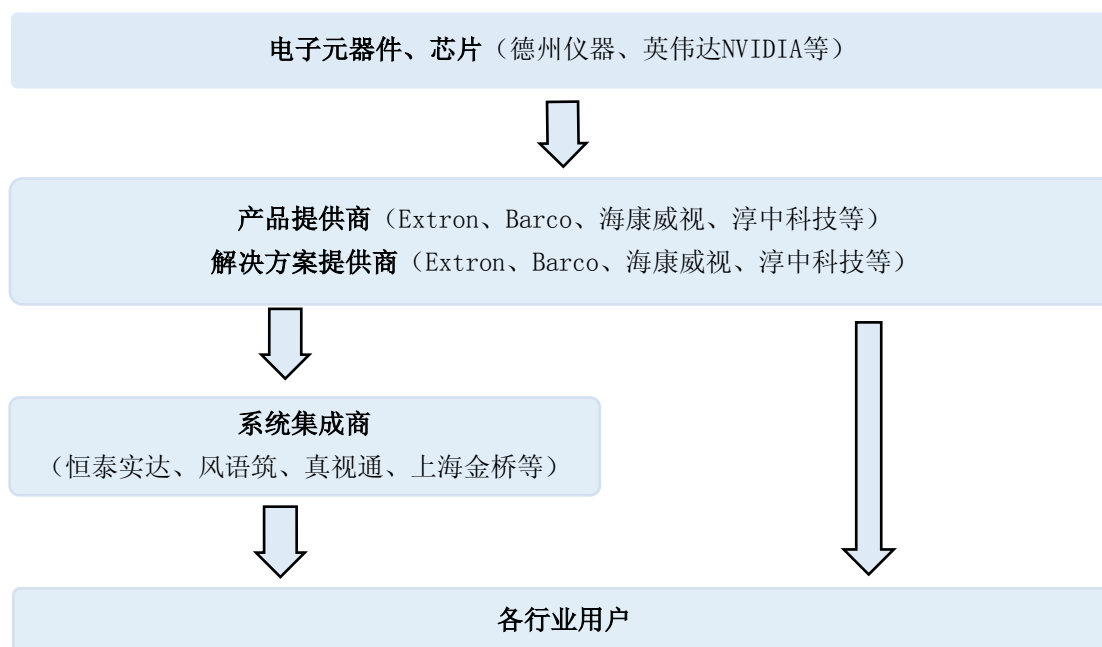 电子元器件、芯片（德州仪器、英伟达NVIDIA等）
产品提供商（Extron、Barco、海康威视、淳中科技等）
解决方案提供商（Extron、Barco、海康威视、淳中科技等）
系统集成商
（恒泰实达、风语筑、真视通、上海金桥等）
各行业用户